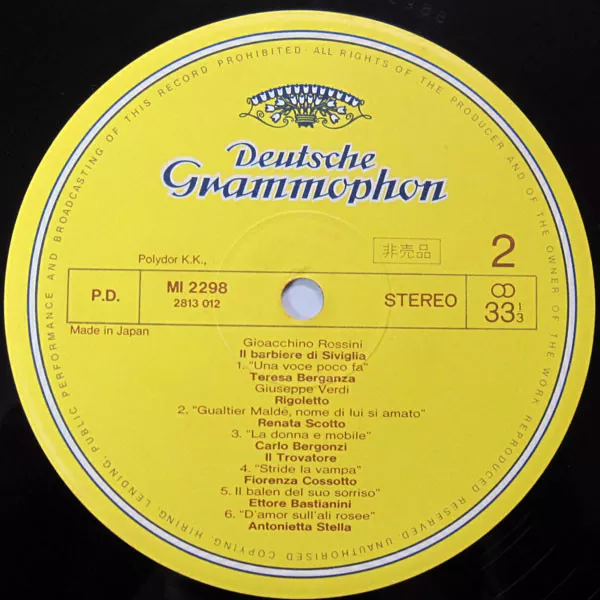 ALL RIGHTS OF THE PRODUCER AND OF THE OWNER OF THE WORK REPRODUCED RESERVED. UNAUTHORISED COPYING, HIRING, LENDING, PUBLIC PERFORMANCE AND BROADCASTING OF THIS RECORD PROHIBITED ·
Deutsche
Grammophon
Polydor K.K.,
非売品
2
P.D.
MI 2298
2813 012
STEREO
33 1/3
Made in Japan
Gioacchino Rossini
Il barbiere di Siviglia
1. "Una voce poco fa"
Teresa Berganza
Giuseppe Verdi
Rigoletto
2. "Gualtier Maldé, nome di lui si amato"
Renata Scotto
3. "La donna e mobile"
Carlo Bergonzi
Il Trovatore
4. "Stride la vampa"
Fiorenza Cossotto
5. Il balen del suo sorriso"
Ettore Bastianini
6. "D'amor sull'ali rosee"
Antonietta Stella